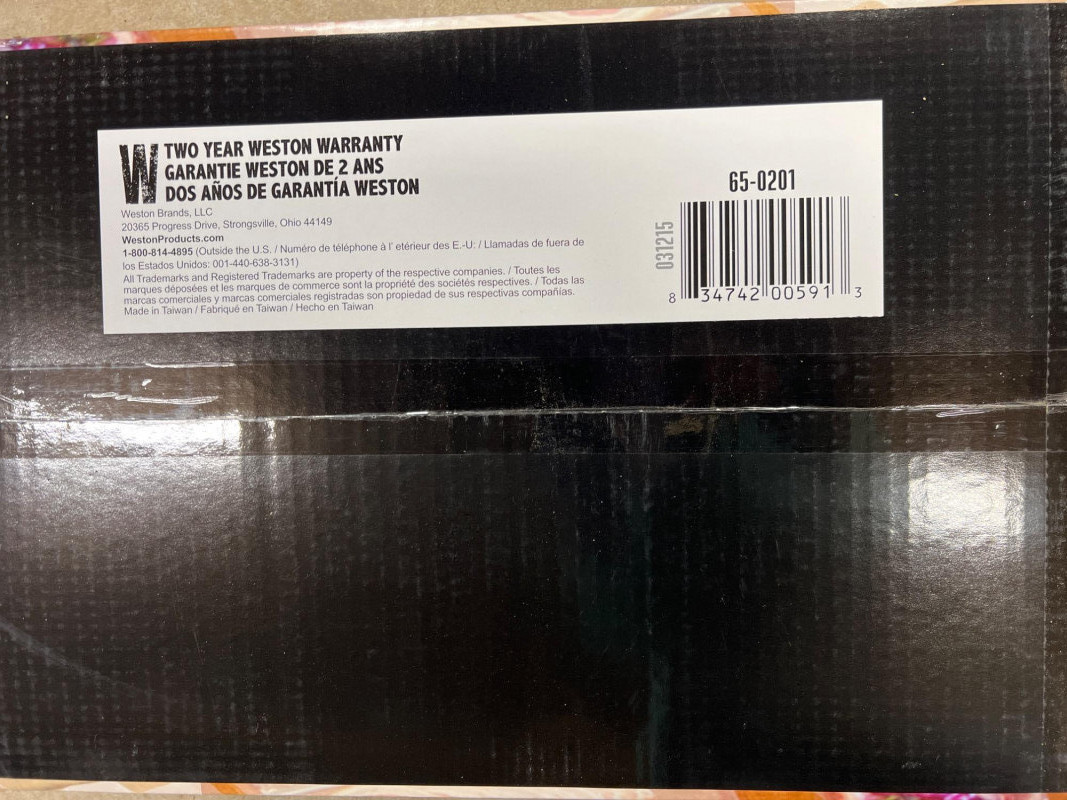 W
TWO YEAR WESTON WARRANTY
GARANTIE WESTON DE 2 ANS
DOS AÑOS DE GARANTÍA WESTON
Weston Brands, LLC
20365 Progress Drive, Strongsville, Ohio 44149
WestonProducts.com
1-800-814-4895 (Outside the U.S. / Numéro de téléphone à l' etérieur des E.-U: / Llamadas de fuera de
los Estados Unidos: 001-440-638-3131)
All Trademarks and Registered Trademarks are property of the respective companies. / Toutes les
marques déposées et les marques de commerce sont la propriété des sociétés respectives. / Todas las
marcas comerciales y marcas comerciales registradas son propiedad de sus respectivas compañías.
Made in Taiwan / Fabriqué en Taiwan / Hecho en Taiwan
65-0201
031215
8 34742 00591 3